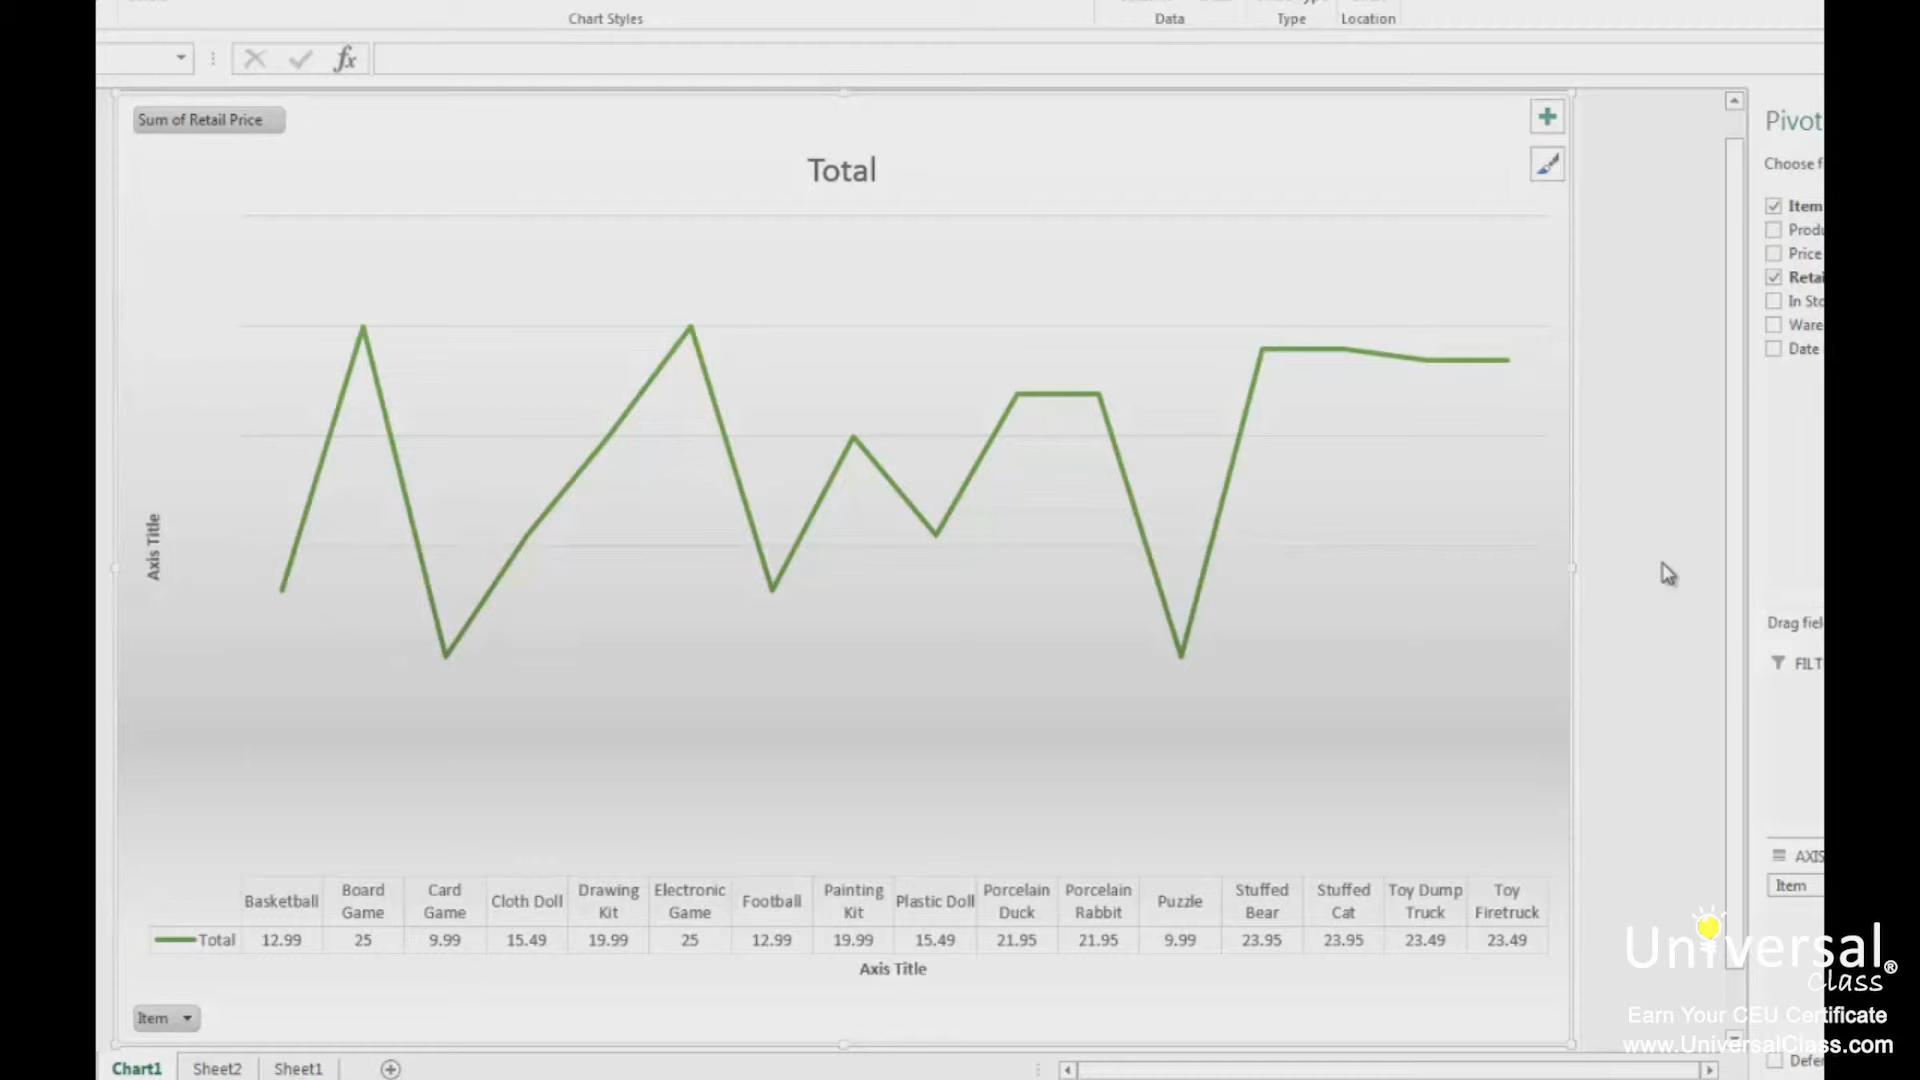 Chart Styles
Data
Type
Location
fx
Sum of Retail Price
Total
Axis Title
Pivot
Choose f
Item
Produ
Price
Retai
In Sto
Ware
Date
Drag fiel
FILT
AXIS
Item
Basketball
Board Game
Card Game
Cloth Doll
Drawing Kit
Electronic Game
Football
Painting Kit
Plastic Doll
Porcelain Duck
Porcelain Rabbit
Puzzle
Stuffed Bear
Stuffed Cat
Toy Dump Truck
Toy Firetruck
Total 12.99 25 9.99 15.49 19.99 25 12.99 19.99 15.49 21.95 21.95 9.99 23.95 23.95 23.49 23.49
Axis Title
Item
Universal®
Class
Earn Your CEU Certificate
www.UniversalClass.com
Defer
Chart1 Sheet2 Sheet1